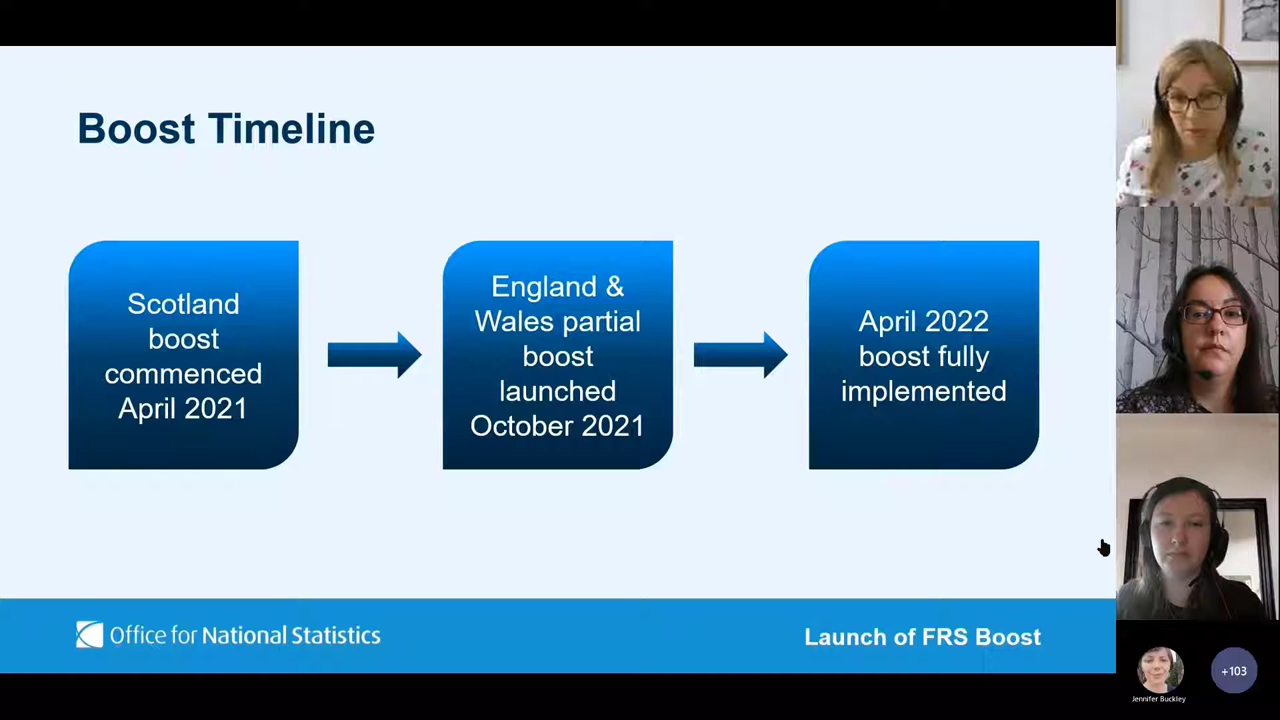 Boost Timeline
Scotland
boost
commenced
April 2021
England &
Wales partial
boost
launched
October 2021
April 2022
boost fully
implemented
Office for National Statistics
Launch of FRS Boost
Jennifer Buckley
+103